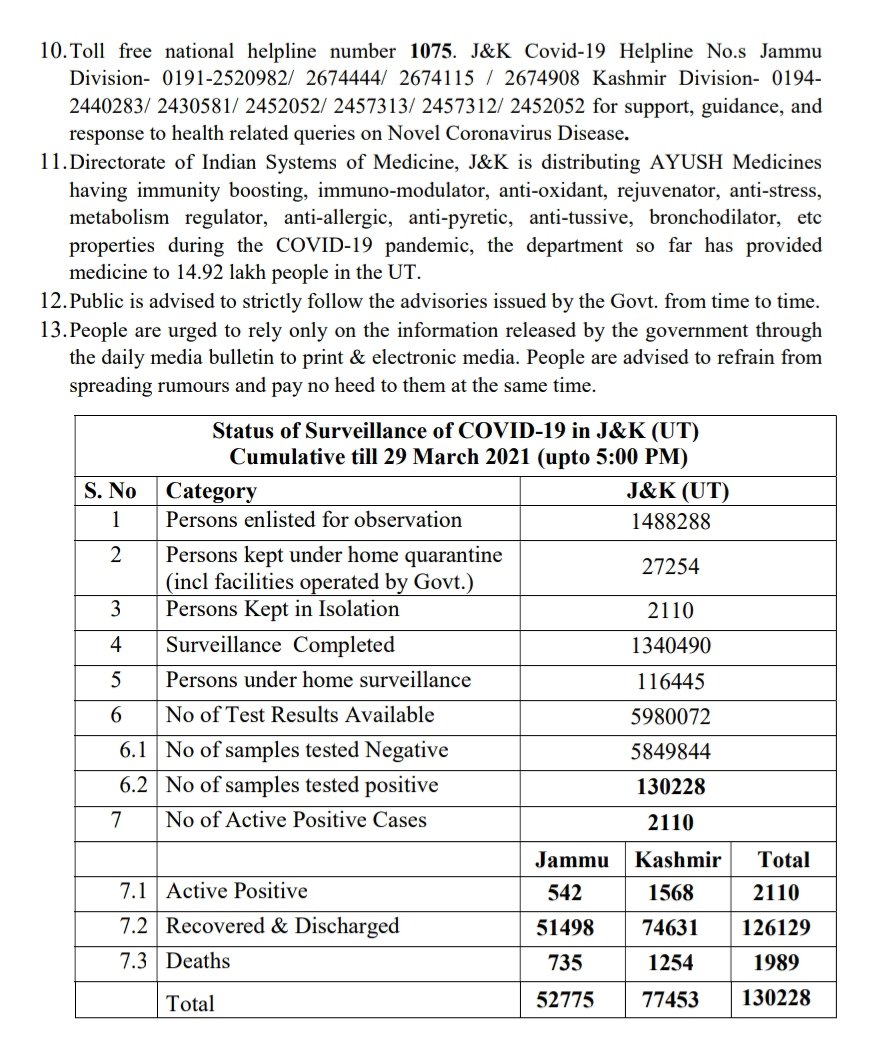 10. Toll free national helpline number 1075. J&K Covid-19 Helpline No.s Jammu
Division- 0191-2520982/ 2674444/ 2674115 / 2674908 Kashmir Division- 0194-
2440283/ 2430581/ 2452052/ 2457313/ 2457312/ 2452052 for support, guidance, and
response to health related queries on Novel Coronavirus Disease.
11. Directorate of Indian Systems of Medicine, J&K is distributing AYUSH Medicines
having immunity boosting, immuno-modulator, anti-oxidant, rejuvenator, anti-stress,
metabolism regulator, anti-allergic, anti-pyretic, anti-tussive, bronchodilator, etc
properties during the COVID-19 pandemic, the department so far has provided
medicine to 14.92 lakh people in the UT.
12. Public is advised to strictly follow the advisories issued by the Govt. from time to time.
13. People are urged to rely only on the information released by the government through
the daily media bulletin to print & electronic media. People are advised to refrain from
spreading rumours and pay no heed to them at the same time.
Status of Surveillance of COVID-19 in J&K (UT)
Cumulative till 29 March 2021 (upto 5:00 PM)
S. No Category J&K (UT)
1 Persons enlisted for observation 1488288
2 Persons kept under home quarantine
(incl facilities operated by Govt.) 27254
3 Persons Kept in Isolation 2110
4 Surveillance Completed 1340490
5 Persons under home surveillance 116445
6 No of Test Results Available 5980072
6.1 No of samples tested Negative 5849844
6.2 No of samples tested positive 130228
7 No of Active Positive Cases 2110
Jammu Kashmir Total
7.1 Active Positive 542 1568 2110
7.2 Recovered & Discharged 51498 74631 126129
7.3 Deaths 735 1254 1989
Total 52775 77453 130228